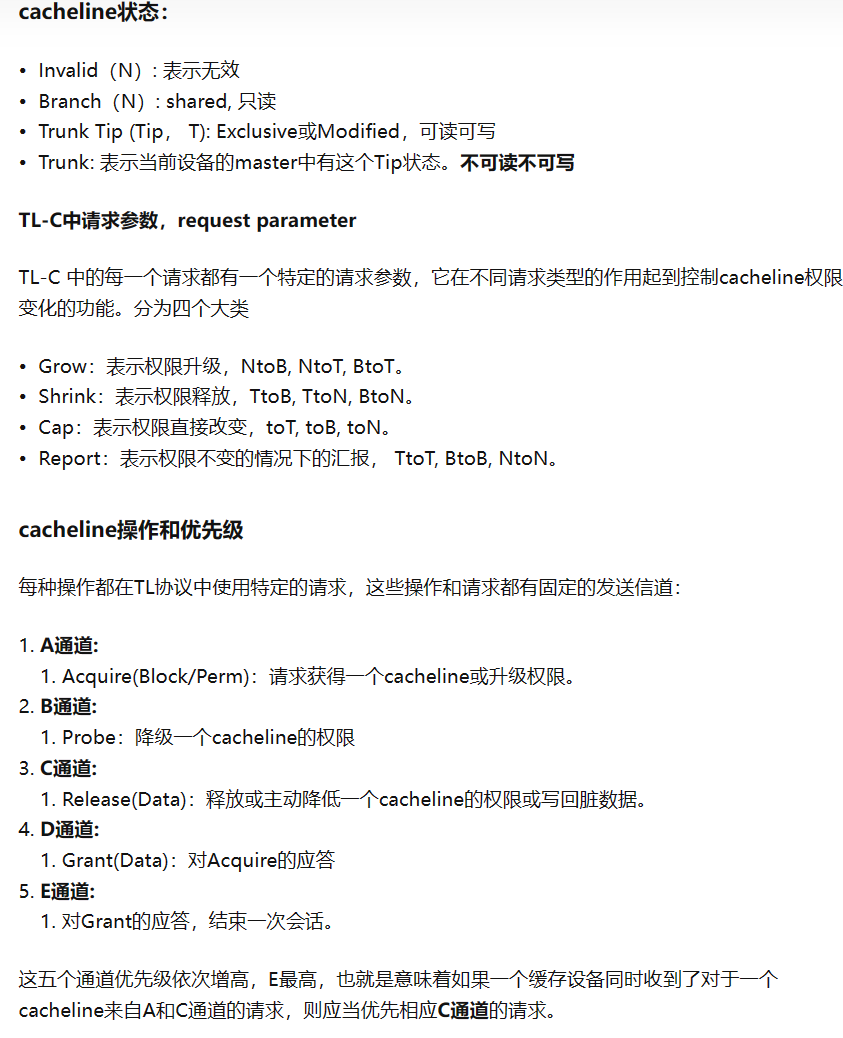 cacheline状态：
• Invalid（N）: 表示无效
• Branch（N）: shared, 只读
• Trunk Tip (Tip， T): Exclusive或Modified，可读可写
• Trunk: 表示当前设备的master中有这个Tip状态。不可读不可写
TL-C中请求参数，request parameter
TL-C 中的每一个请求都有一个特定的请求参数，它在不同请求类型的作用起到控制cacheline权限
变化的功能。分为四个大类
• Grow：表示权限升级，NtoB, NtoT, BtoT。
• Shrink：表示权限释放，TtoB, TtoN, BtoN。
• Cap：表示权限直接改变，toT, toB, toN。
• Report：表示权限不变的情况下的汇报， TtoT, BtoB, NtoN。
cacheline操作和优先级
每种操作都在TL协议中使用特定的请求，这些操作和请求都有固定的发送信道：
1. A通道:
1. Acquire(Block/Perm)：请求获得一个cacheline或升级权限。
2. B通道:
1. Probe：降级一个cacheline的权限
3. C通道:
1. Release(Data)：释放或主动降低一个cacheline的权限或写回脏数据。
4. D通道:
1. Grant(Data)：对Acquire的应答
5. E通道:
1. 对Grant的应答，结束一次会话。
这五个通道优先级依次增高，E最高，也就是意味着如果一个缓存设备同时收到了对于一个
cacheline来自A和C通道的请求，则应当优先相应C通道的请求。